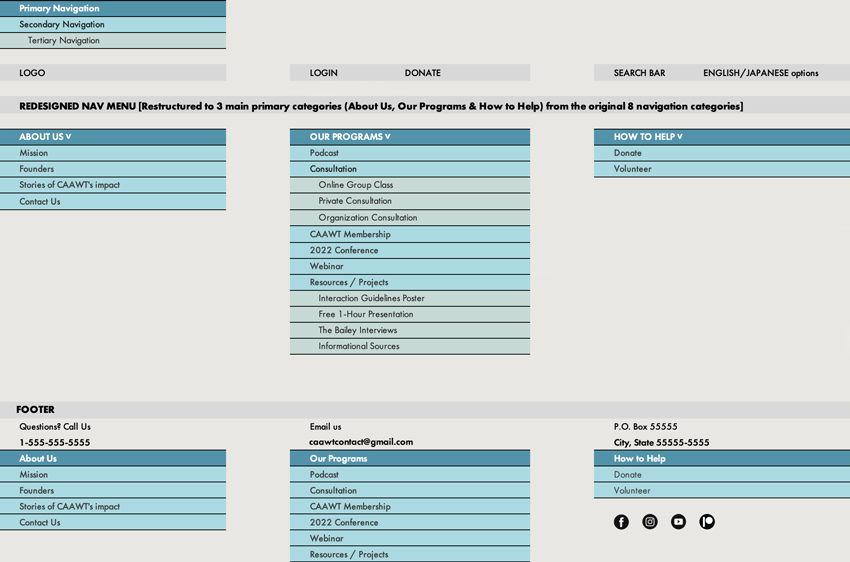 Primary Navigation
Secondary Navigation
Tertiary Navigation
LOGO
LOGIN
DONATE
SEARCH BAR
ENGLISH/JAPANESE options
REDESIGNED NAV MENU [Restructured to 3 main primary categories (About Us, Our Programs & How to Help) from the original 8 navigation categories]
ABOUT US V
Mission
Founders
Stories of CAAWT's impact
Contact Us
OUR PROGRAMS V
Podcast
Consultation
Online Group Class
Private Consultation
Organization Consultation
CAAWT Membership
2022 Conference
Webinar
Resources / Projects
Interaction Guidelines Poster
Free 1-Hour Presentation
The Bailey Interviews
Informational Sources
HOW TO HELP V
Donate
Volunteer
FOOTER
Questions? Call Us
1-555-555-5555
Email us
caawtcontact@gmail.com
P.O. Box 55555
City, State 55555-5555
About Us
Mission
Founders
Stories of CAAWT's impact
Contact Us
Our Programs
Podcast
Consultation
CAAWT Membership
2022 Conference
Webinar
Resources / Projects
How to Help
Donate
Volunteer